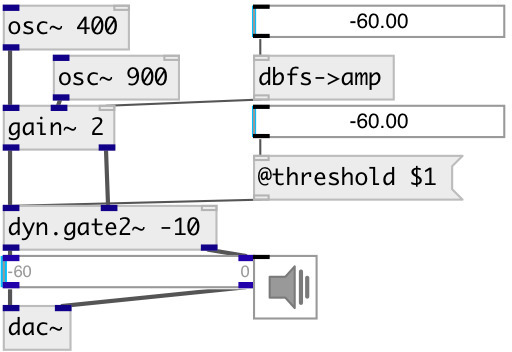 osc~ 400
-60.00
osc~ 900
dbfs->amp
gain~ 2
-60.00
@threshold $1
dyn.gate2~ -10
-60 0
dac~